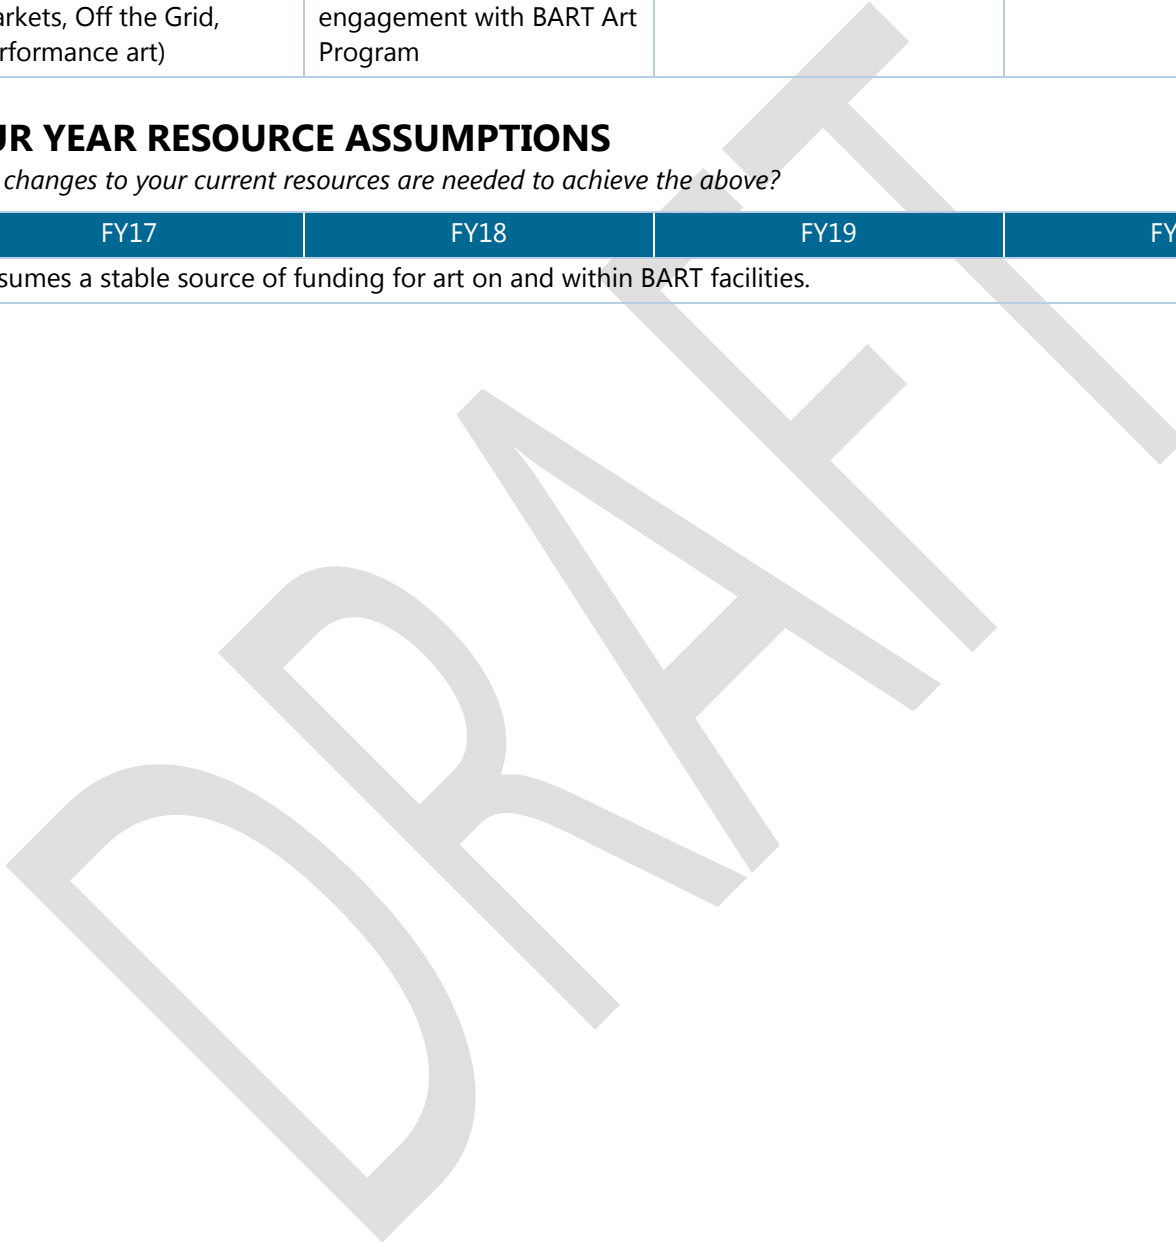 arkets, Off the Grid,
rformance art)
engagement with BART Art
Program
UR YEAR RESOURCE ASSUMPTIONS
changes to your current resources are needed to achieve the above?
FY17 FY18 FY19 FY
sumes a stable source of funding for art on and within BART facilities.
DRAFT